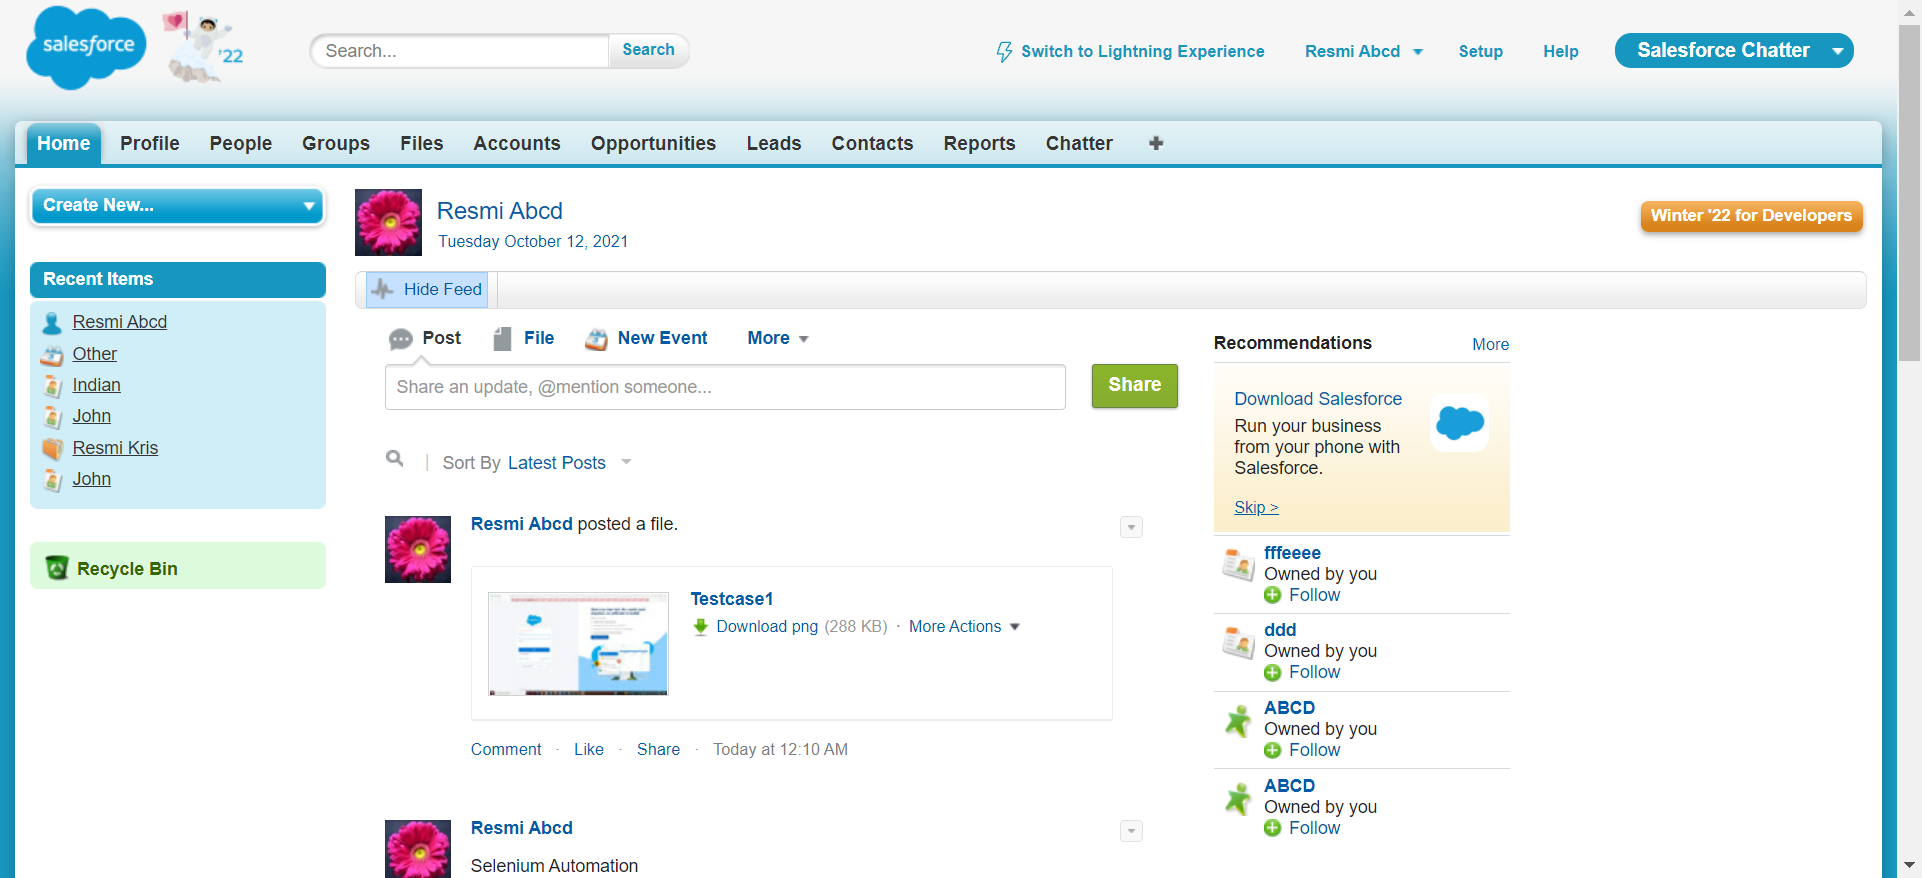 salesforce
'22
Search...
Search
Switch to Lightning Experience
Resmi Abcd
Setup
Help
Salesforce Chatter
Home
Profile
People
Groups
Files
Accounts
Opportunities
Leads
Contacts
Reports
Chatter
Create New...
Recent Items
Resmi Abcd
Other
Indian
John
Resmi Kris
John
Recycle Bin
Resmi Abcd
Tuesday October 12, 2021
Winter '22 for Developers
Hide Feed
Post
File
New Event
More
Share an update, @mention someone...
Share
Sort By Latest Posts
Resmi Abcd posted a file.
Testcase1
Download png (288 KB) · More Actions
Comment · Like · Share · Today at 12:10 AM
Resmi Abcd
Selenium Automation
Recommendations
More
Download Salesforce
Run your business
from your phone with
Salesforce.
Skip >
fffeeee
Owned by you
Follow
ddd
Owned by you
Follow
ABCD
Owned by you
Follow
ABCD
Owned by you
Follow